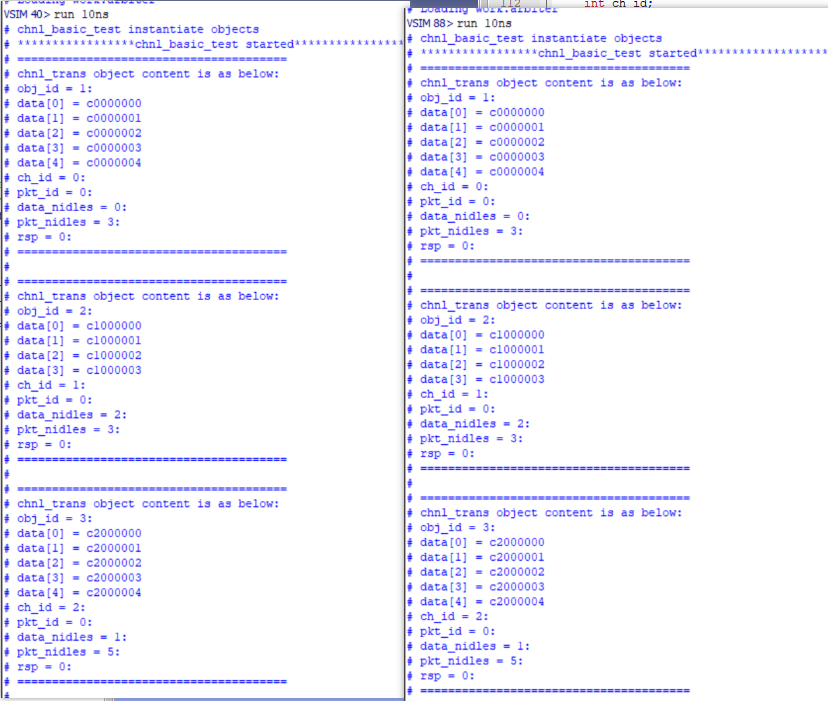 # Loading work.arbiter
VSIM 40> run 10ns
# chnl_basic_test instantiate objects
# *****************chnl_basic_test started****************
# =======================================
# chnl_trans object content is as below:
# obj_id = 1:
# data[0] = c0000000
# data[1] = c0000001
# data[2] = c0000002
# data[3] = c0000003
# data[4] = c0000004
# ch_id = 0:
# pkt_id = 0:
# data_nidles = 0:
# pkt_nidles = 3:
# rsp = 0:
# =======================================
#
# =======================================
# chnl_trans object content is as below:
# obj_id = 2:
# data[0] = c1000000
# data[1] = c1000001
# data[2] = c1000002
# data[3] = c1000003
# ch_id = 1:
# pkt_id = 0:
# data_nidles = 2:
# pkt_nidles = 3:
# rsp = 0:
# =======================================
#
# =======================================
# chnl_trans object content is as below:
# obj_id = 3:
# data[0] = c2000000
# data[1] = c2000001
# data[2] = c2000002
# data[3] = c2000003
# data[4] = c2000004
# ch_id = 2:
# pkt_id = 0:
# data_nidles = 1:
# pkt_nidles = 5:
# rsp = 0:
# =======================================
#
112
int ch_id;
# Loading work.arbiter
VSIM 88> run 10ns
# chnl_basic_test instantiate objects
# *****************chnl_basic_test started*******************
# =======================================
# chnl_trans object content is as below:
# obj_id = 1:
# data[0] = c0000000
# data[1] = c0000001
# data[2] = c0000002
# data[3] = c0000003
# data[4] = c0000004
# ch_id = 0:
# pkt_id = 0:
# data_nidles = 0:
# pkt_nidles = 3:
# rsp = 0:
# =======================================
#
# =======================================
# chnl_trans object content is as below:
# obj_id = 2:
# data[0] = c1000000
# data[1] = c1000001
# data[2] = c1000002
# data[3] = c1000003
# ch_id = 1:
# pkt_id = 0:
# data_nidles = 2:
# pkt_nidles = 3:
# rsp = 0:
# =======================================
#
# =======================================
# chnl_trans object content is as below:
# obj_id = 3:
# data[0] = c2000000
# data[1] = c2000001
# data[2] = c2000002
# data[3] = c2000003
# data[4] = c2000004
# ch_id = 2:
# pkt_id = 0:
# data_nidles = 1:
# pkt_nidles = 5:
# rsp = 0:
# =======================================